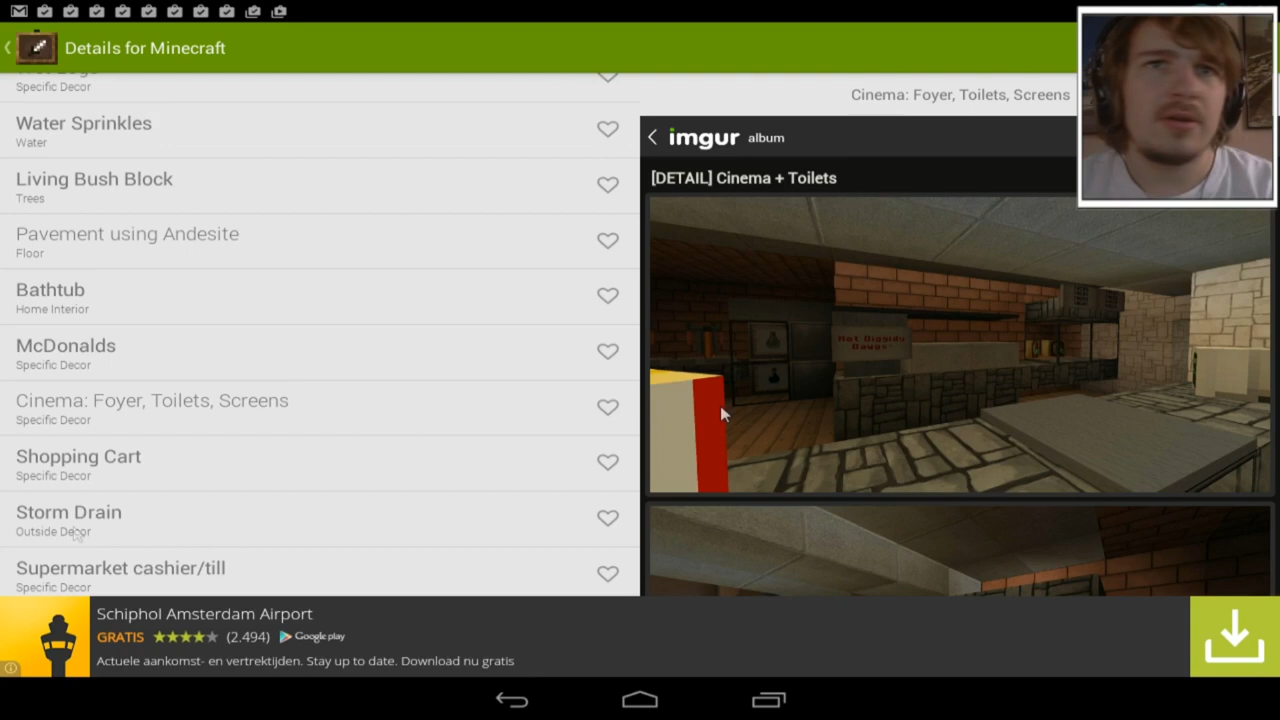 Details for Minecraft
Specific Decor
Water Sprinkles
Water
Living Bush Block
Trees
Pavement using Andesite
Floor
Bathtub
Home Interior
McDonalds
Specific Decor
Cinema: Foyer, Toilets, Screens
Specific Decor
Shopping Cart
Specific Decor
Storm Drain
Outside Decor
Supermarket cashier/till
Specific Decor
Cinema: Foyer, Toilets, Screens
imgur album
[DETAIL] Cinema + Toilets
Hot Diggidy
Dawgs
Schiphol Amsterdam Airport
GRATIS (2.494) Google play
Actuele aankomst- en vertrektijden. Stay up to date. Download nu gratis